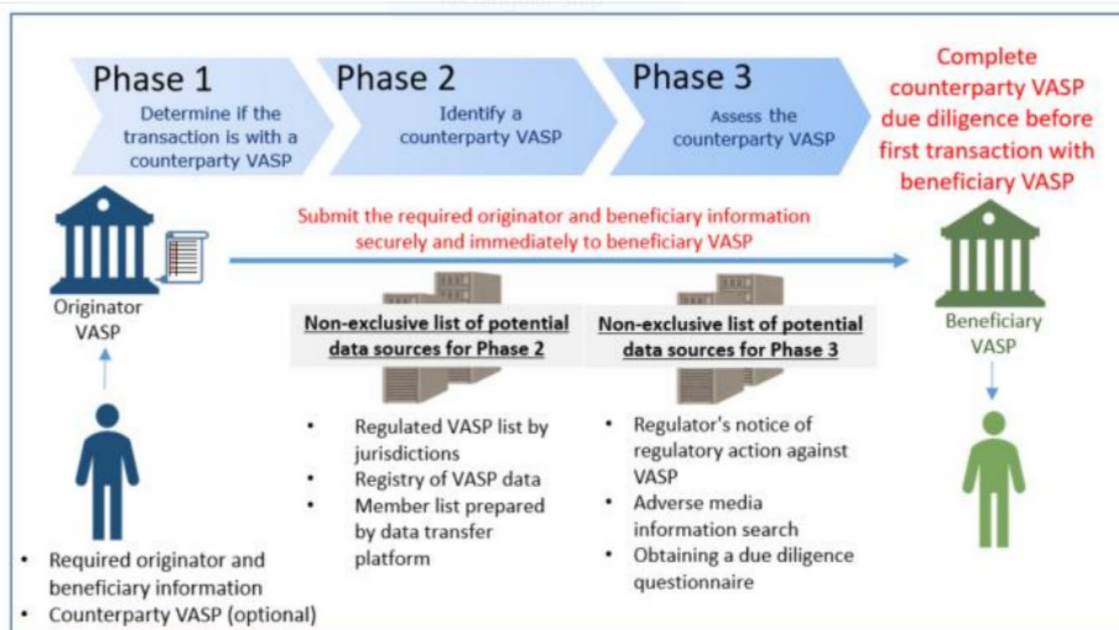 Phase 1
Determine if the
transaction is with a
counterparty VASP
Phase 2
Identify a
counterparty VASP
Phase 3
Assess the
counterparty VASP
Complete
counterparty VASP
due diligence before
first transaction with
beneficiary VASP
Submit the required originator and beneficiary information
securely and immediately to beneficiary VASP
Originator
VASP
Non-exclusive list of potential
data sources for Phase 2
Non-exclusive list of potential
data sources for Phase 3
Beneficiary
VASP
• Regulated VASP list by
jurisdictions
• Registry of VASP data
• Member list prepared
by data transfer
platform
• Regulator's notice of
regulatory action against
VASP
• Adverse media
information search
• Obtaining a due diligence
questionnaire
• Required originator and
beneficiary information
• Counterparty VASP (optional)